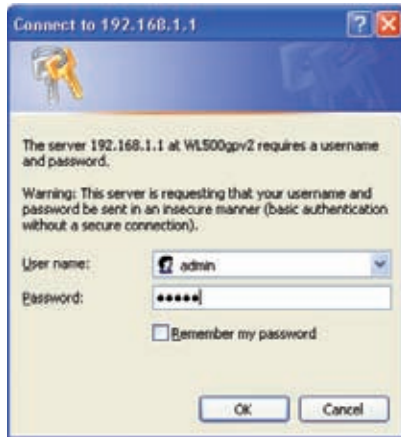 Connect to 192.168.1.1
The server 192.168.1.1 at WL500gpv2 requires a username
and password.
Warning: This server is requesting that your username and
password be sent in an insecure manner (basic authentication
without a secure connection).
User name:
admin
Password:
•••••
Remember my password
OK
Cancel